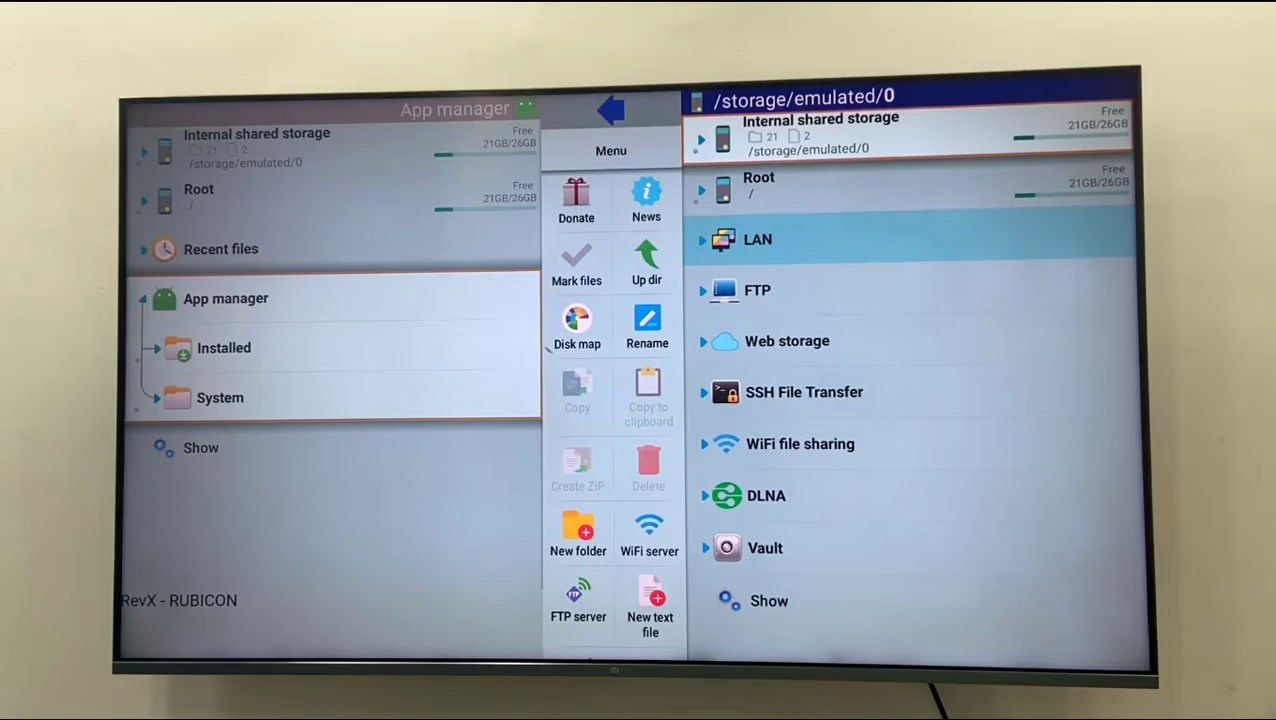 App manager
Internal shared storage
21 2
/storage/emulated/0
Free
21GB/26GB
Root
/
Free
21GB/26GB
Recent files
App manager
Installed
System
Show
RevX - RUBICON
Menu
Donate
News
Mark files
Up dir
Disk map
Rename
Copy
Copy to
clipboard
Create ZIP
Delete
New folder
WiFi server
FTP
FTP server
New text
file
/storage/emulated/0
Internal shared storage
21 2
/storage/emulated/0
Free
21GB/26GB
Root
/
Free
21GB/26GB
LAN
FTP
Web storage
SSH File Transfer
WiFi file sharing
DLNA
Vault
Show
mi